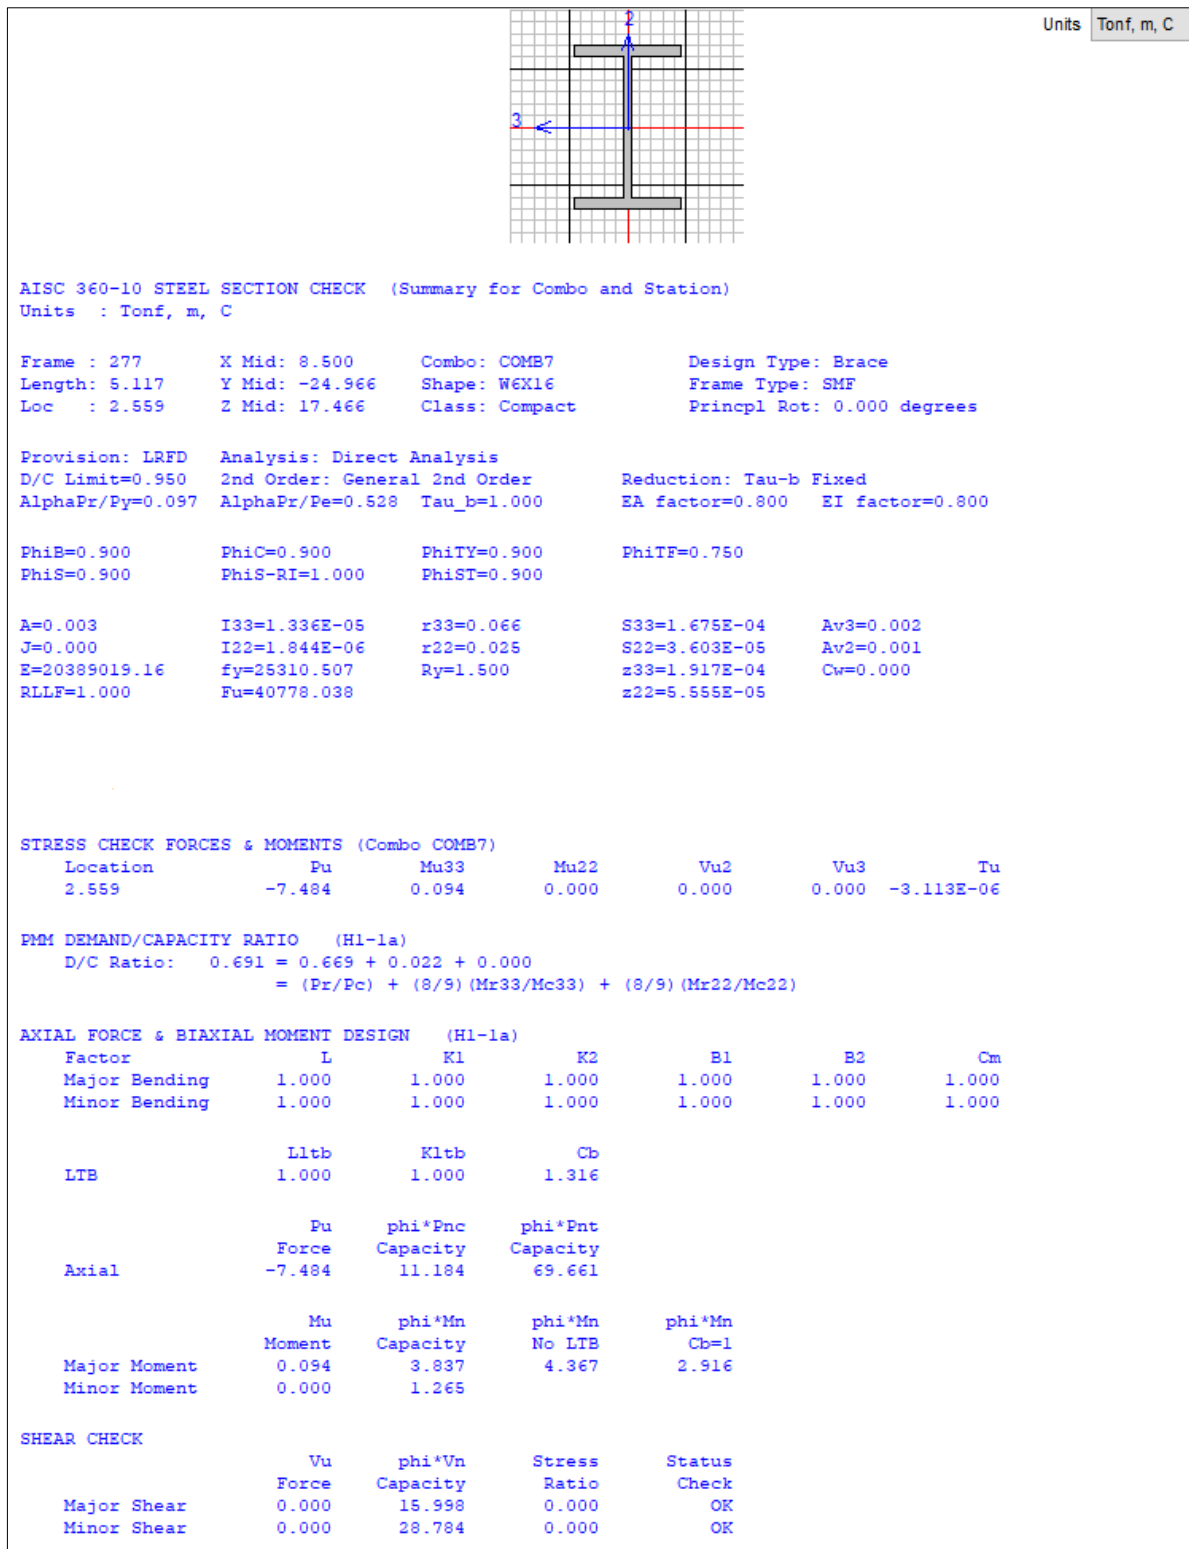 2
Units Tonf, m, C
3
AISC 360-10 STEEL SECTION CHECK (Summary for Combo and Station)
Units : Tonf, m, C
Frame : 277 X Mid: 8.500 Combo: COMB7 Design Type: Brace
Length: 5.117 Y Mid: -24.966 Shape: W6X16 Frame Type: SMF
Loc : 2.559 Z Mid: 17.466 Class: Compact Princpl Rot: 0.000 degrees
Provision: LRFD Analysis: Direct Analysis
D/C Limit=0.950 2nd Order: General 2nd Order Reduction: Tau-b Fixed
AlphaPr/Py=0.097 AlphaPr/Pe=0.528 Tau_b=1.000 EA factor=0.800 EI factor=0.800
PhiB=0.900 PhiC=0.900 PhiTY=0.900 PhiTF=0.750
PhiS=0.900 PhiS-RI=1.000 PhiST=0.900
A=0.003 I33=1.336E-05 r33=0.066 S33=1.675E-04 Av3=0.002
J=0.000 I22=1.844E-06 r22=0.025 S22=3.603E-05 Av2=0.001
E=20389019.16 fy=25310.507 Ry=1.500 z33=1.917E-04 Cw=0.000
RLLF=1.000 Fu=40778.038 z22=5.555E-05
STRESS CHECK FORCES & MOMENTS (Combo COMB7)
Location Pu Mu33 Mu22 Vu2 Vu3 Tu
2.559 -7.484 0.094 0.000 0.000 0.000 -3.113E-06
PMM DEMAND/CAPACITY RATIO (H1-1a)
D/C Ratio: 0.691 = 0.669 + 0.022 + 0.000
= (Pr/Pc) + (8/9)(Mr33/Mc33) + (8/9)(Mr22/Mc22)
AXIAL FORCE & BIAXIAL MOMENT DESIGN (H1-1a)
Factor L K1 K2 B1 B2 Cm
Major Bending 1.000 1.000 1.000 1.000 1.000 1.000
Minor Bending 1.000 1.000 1.000 1.000 1.000 1.000
Lltb Kltb Cb
LTB 1.000 1.000 1.316
Pu phi*Pnc phi*Pnt
Force Capacity Capacity
Axial -7.484 11.184 69.661
Mu phi*Mn phi*Mn phi*Mn
Moment Capacity No LTB Cb=1
Major Moment 0.094 3.837 4.367 2.916
Minor Moment 0.000 1.265
SHEAR CHECK
Vu phi*Vn Stress Status
Force Capacity Ratio Check
Major Shear 0.000 15.998 0.000 OK
Minor Shear 0.000 28.784 0.000 OK